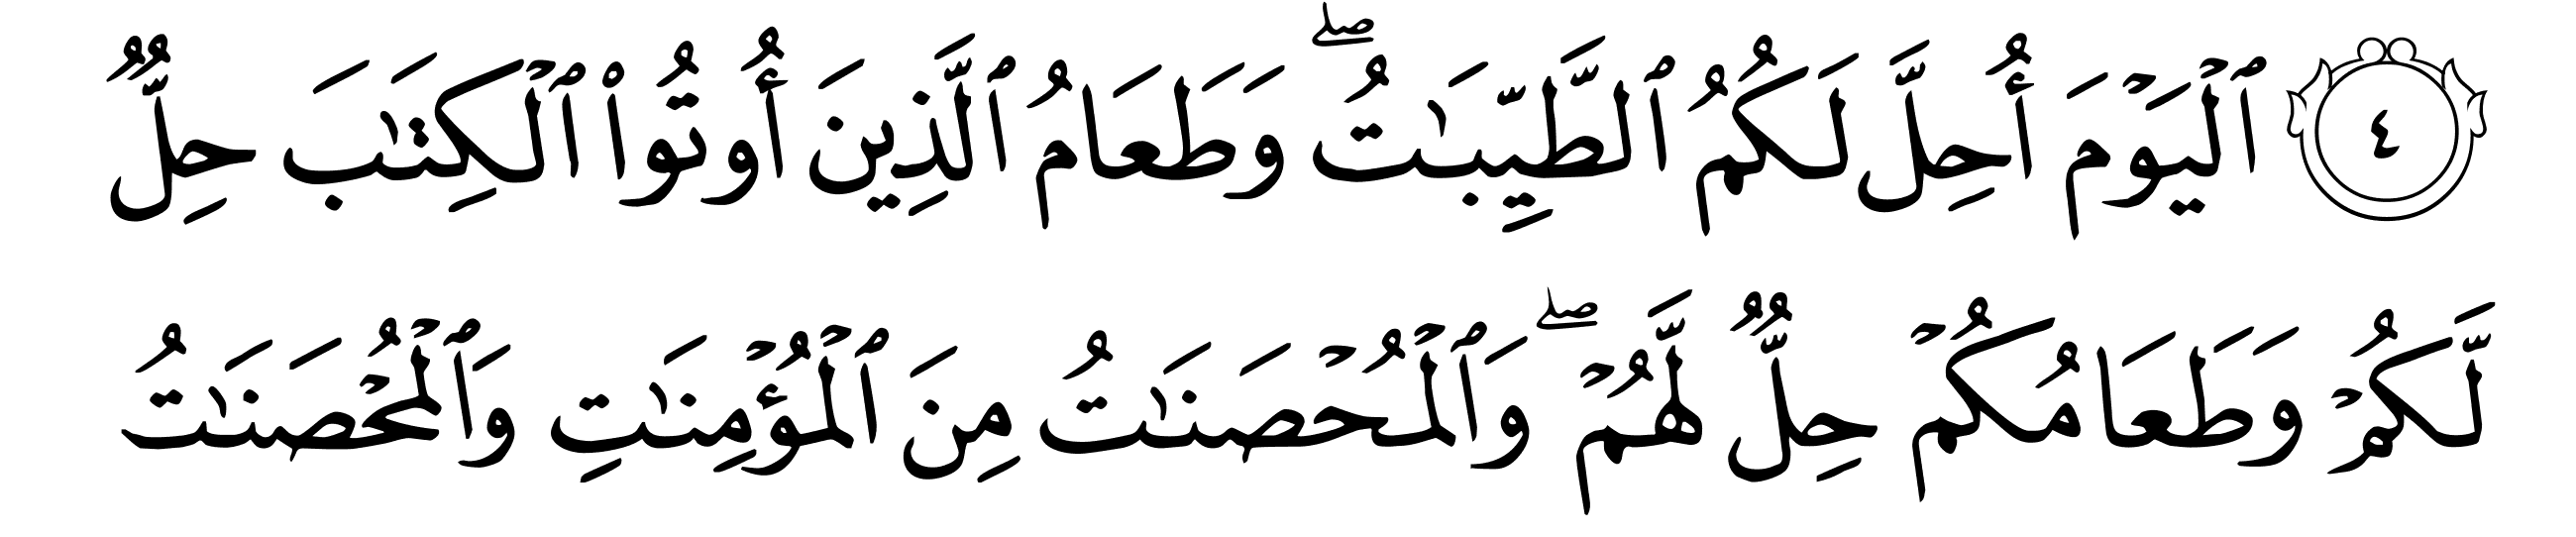 ٤ ٱلۡيَوۡمَ أُحِلَّ لَكُمُ ٱلطَّيِّبَٰتُۖ وَطَعَامُ ٱلَّذِينَ أُوتُواْ ٱلۡكِتَٰبَ حِلّٞ
لَّكُمۡ وَطَعَامُكُمۡ حِلّٞ لَّهُمۡۖ وَٱلۡمُحۡصَنَٰتُ مِنَ ٱلۡمُؤۡمِنَٰتِ وَٱلۡمُحۡصَنَٰتُ